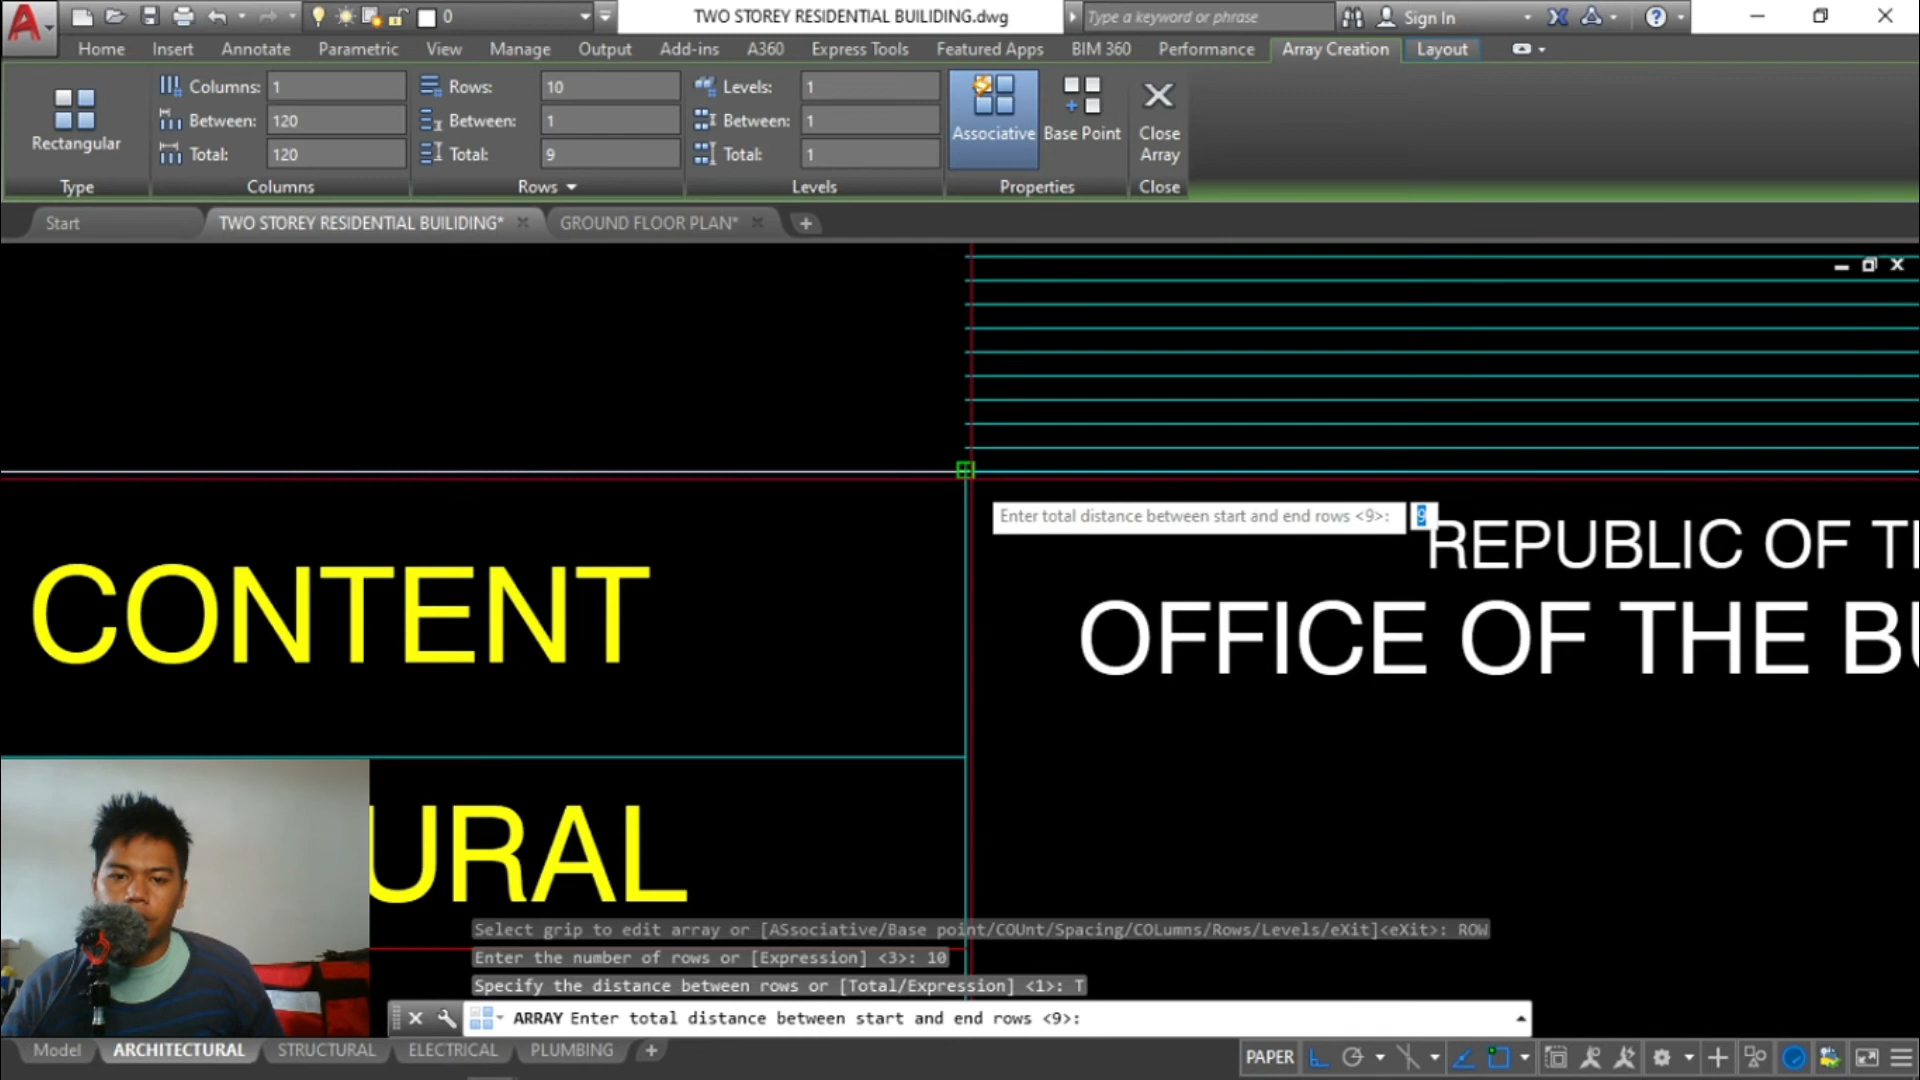 0 TWO STOREY RESIDENTIAL BUILIDING.dwg Type a keyword or phrase Sign In
Home Insert Annotate Parametric View Manage Output Add-ins A360 Express Tools Featured Apps BIM 360 Performance Array Creation Layout
Columns: 1 Rows: 10 Levels: 1
Between: 120 Between: 1 Between: 1
Total: 120 Total: 9 Total: 1
Rectangular Associative Base Point Close Array
Type Columns Rows Levels Properties Close
Start TWO STOREY RESIDENTIAL BUILIDING* GROUND FLOOR PLAN*
Enter total distance between start and end rows <9>: 9
REPUBLIC OF
CONTENT
OFFICE OF THE
URAL
Select grip to edit array or [ASsociative/Base point/COUnt/Spacing/COLumns/Rows/Levels/eXit]<eXit>: ROW
Enter the number of rows or [Expression] <3>: 10
Specify the distance between rows or [Total/Expression] <1>: T
ARRAY Enter total distance between start and end rows <9>:
Model ARCHITECTURAL STRUCTURAL ELECTRICAL PLUMBING PAPER